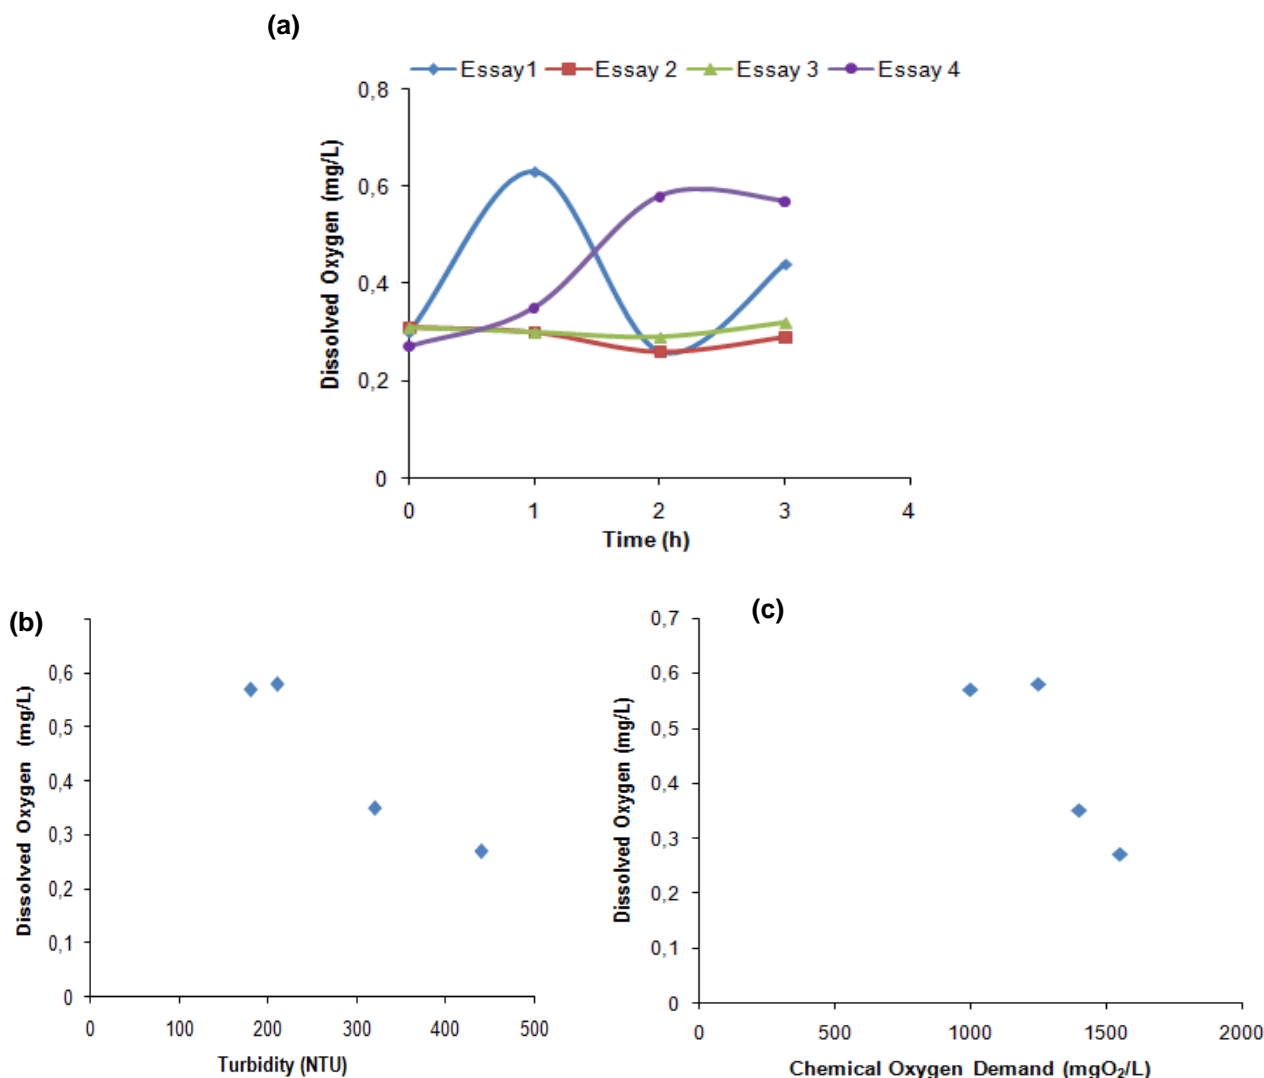 (a)
Essay1 Essay 2 Essay 3 Essay 4
0,8
0,6
0,4
0,2
0
Dissolved Oxygen (mg/L)
0 1 2 3 4
Time (h)
(b)
0,6
0,5
0,4
0,3
0,2
0,1
0
Dissolved Oxygen (mg/L)
0 100 200 300 400 500
Turbidity (NTU)
(c)
0,7
0,6
0,5
0,4
0,3
0,2
0,1
0
Dissolved Oxygen (mg/L)
0 500 1000 1500 2000
Chemical Oxygen Demand (mgO₂/L)